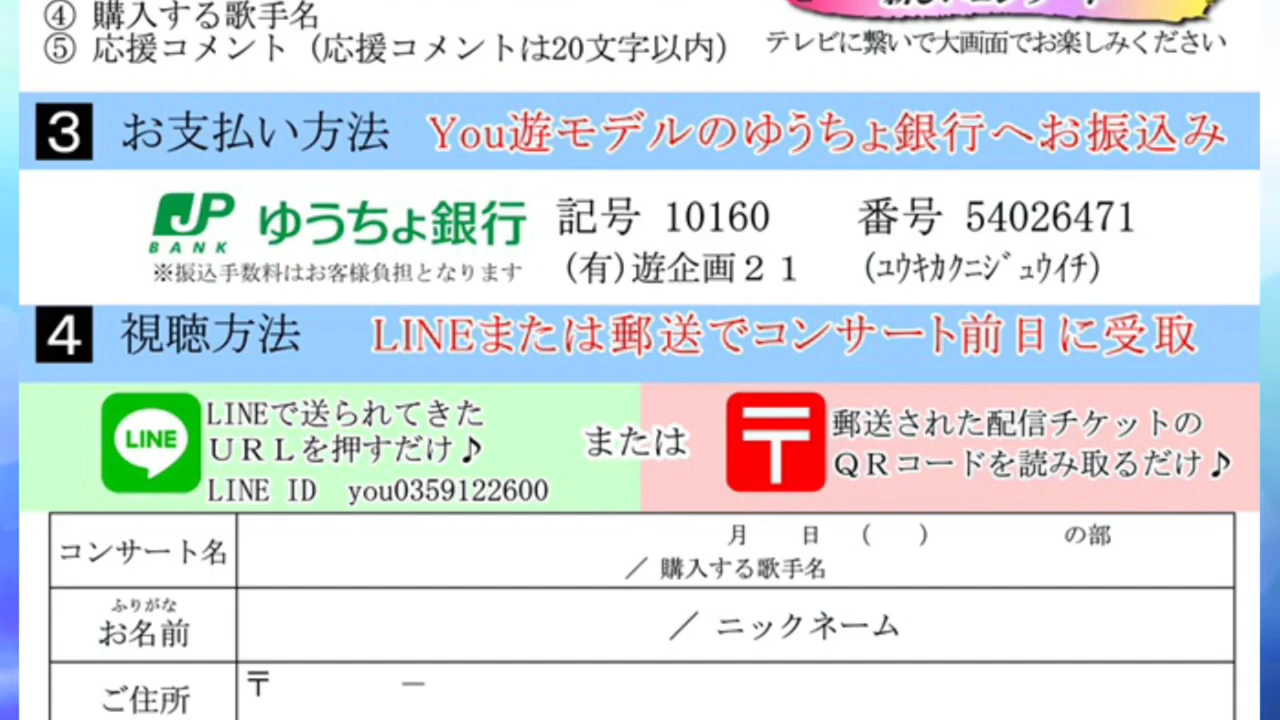 ④ 購入する歌手名
⑤ 応援コメント (応援コメントは20文字以内)
テレビに繋いで大画面でお楽しみください
3 お支払い方法 You遊モデルのゆうちょ銀行へお振込み
JP BANK ゆうちょ銀行 記号 10160 番号 54026471
※振込手数料はお客様負担となります (有)遊企画21 (ﾕｳｷｶｸﾆｼﾞｭｳｲﾁ)
4 視聴方法 LINEまたは郵送でコンサート前日に受取
LINE
LINEで送られてきた
URLを押すだけ♪
LINE ID you0359122600
または
〒
郵送された配信チケットの
QRコードを読み取るだけ♪
コンサート名 月 日 ( ) の部
/ 購入する歌手名
ふりがな
お名前 / ニックネーム
ご住所 〒 －